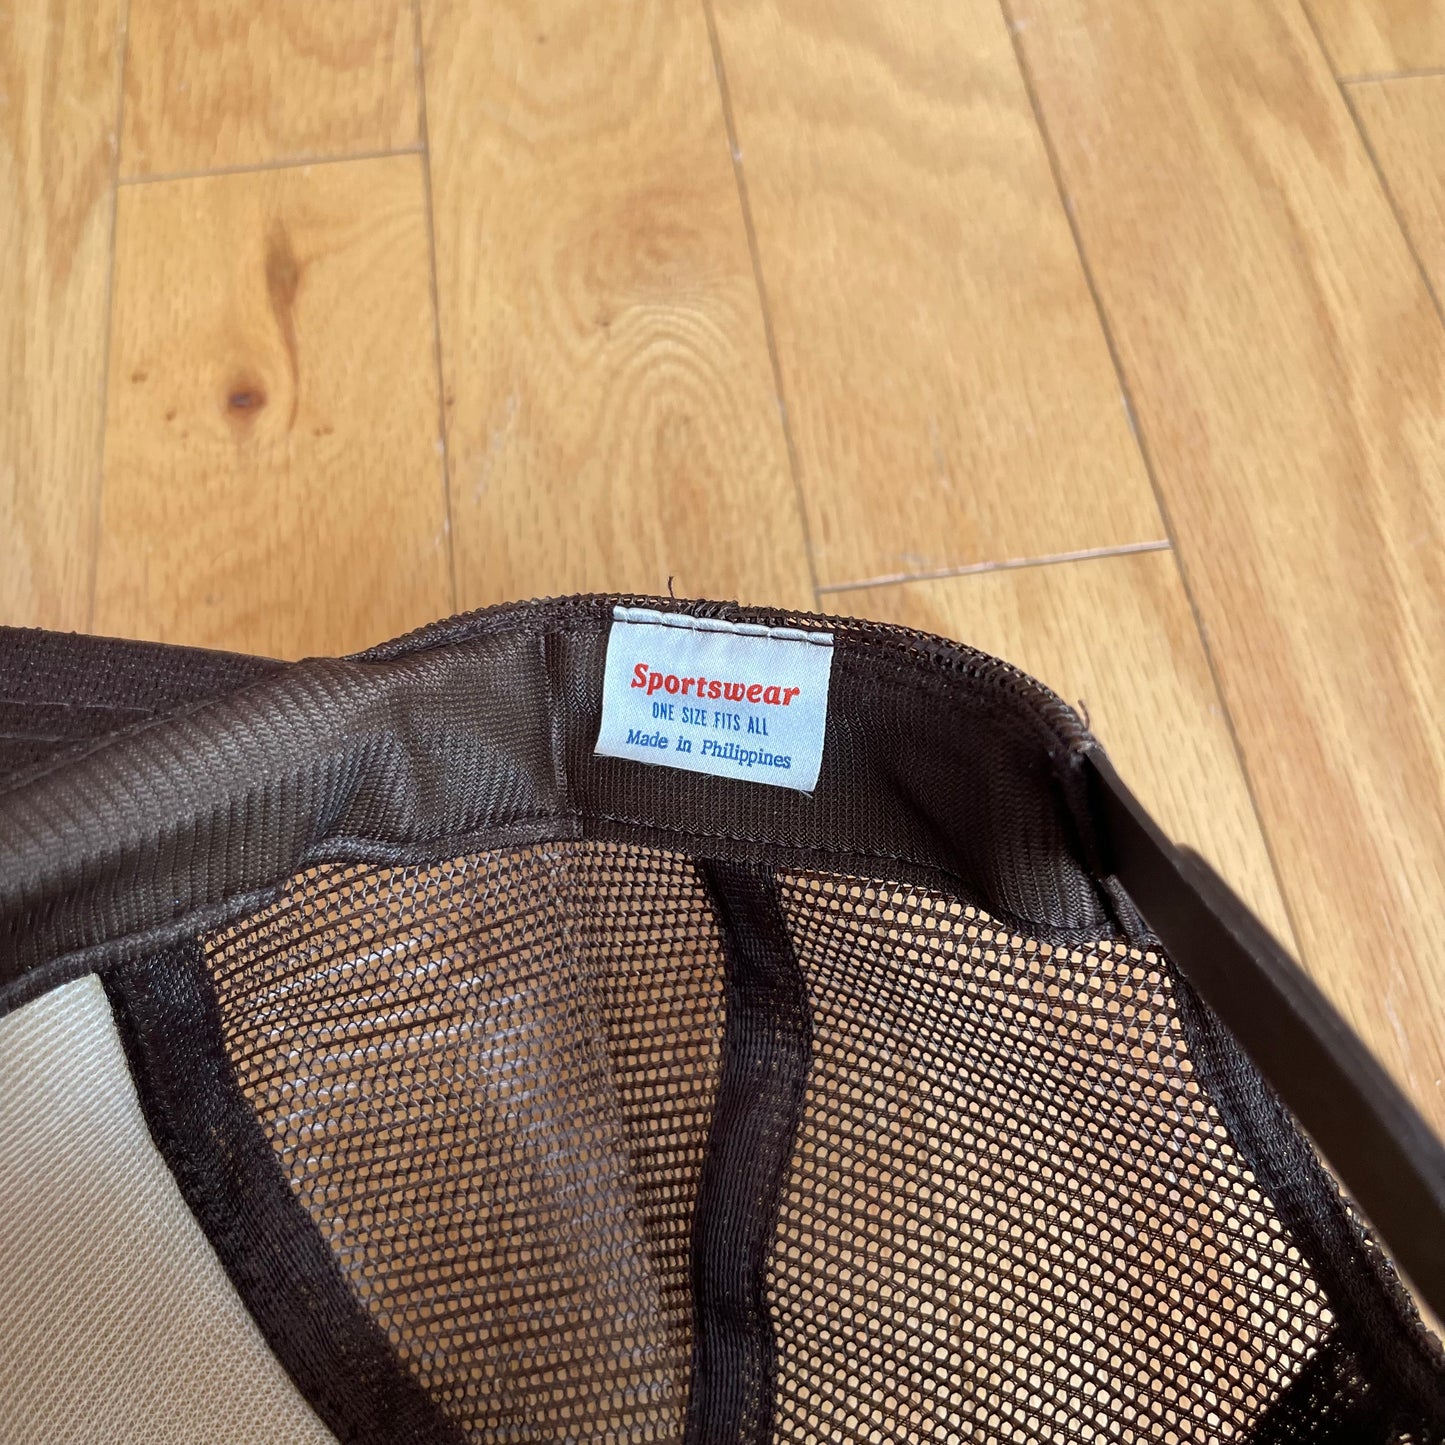 Sportswear
ONE SIZE FITS ALL
Made in Philippines